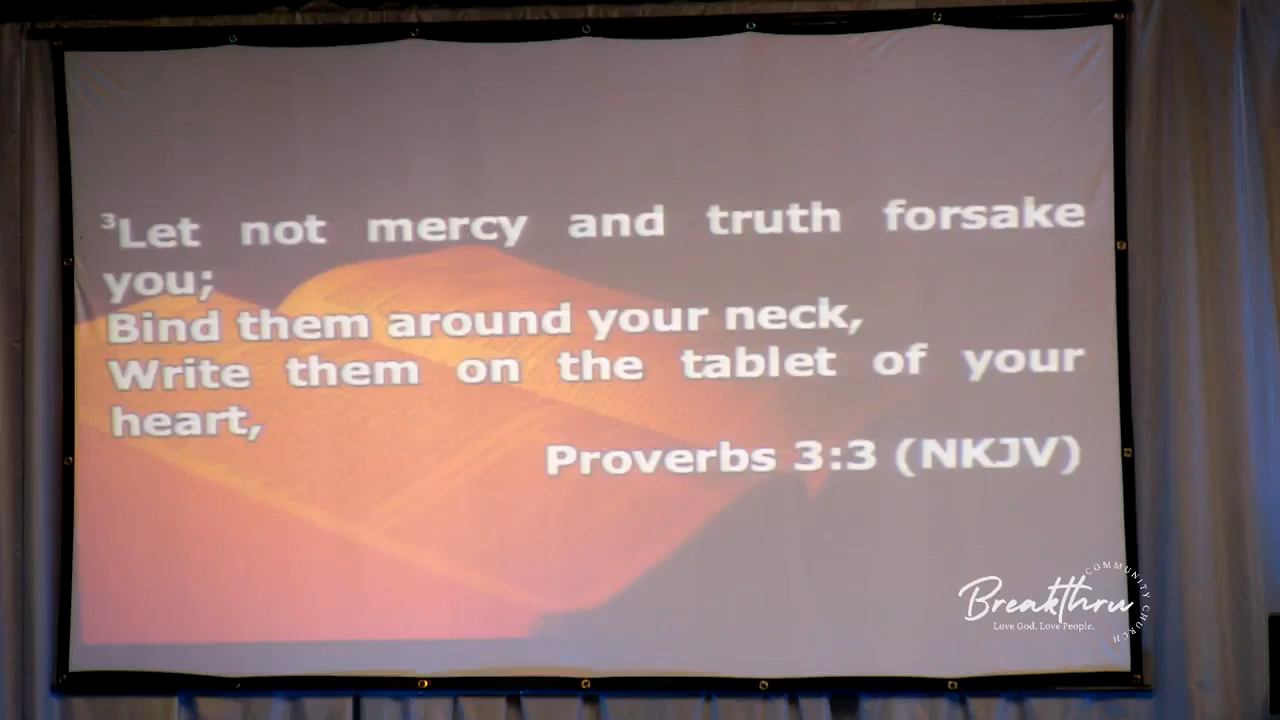 ³Let not mercy and truth forsake
you;
Bind them around your neck,
Write them on the tablet of your
heart,
Proverbs 3:3 (NKJV)
BreakThru
COMMUNITY CHURCH
Love God. Love People.